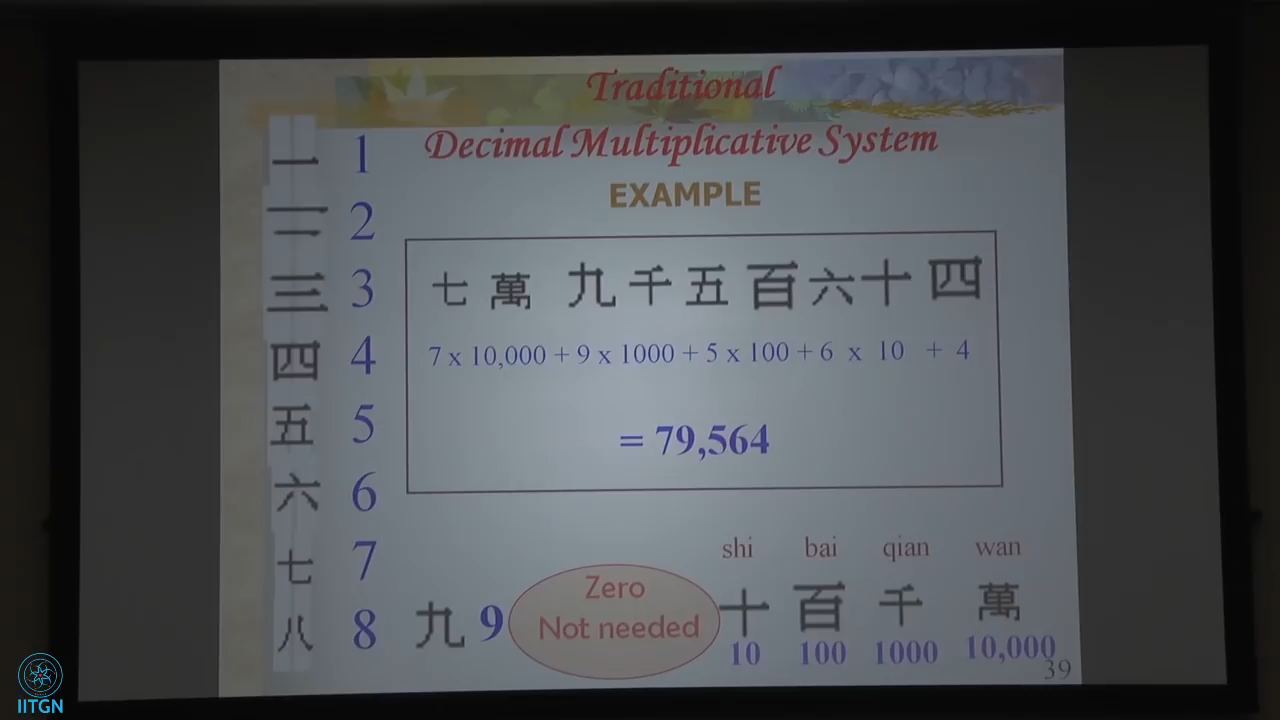 Traditional
Decimal Multiplicative System
EXAMPLE
一 1
二 2
三 3
四 4
五 5
六 6
七 7
八 8
七 萬 九 千 五 百 六 十 四
7 x 10,000 + 9 x 1000 + 5 x 100 + 6 x 10 + 4
= 79,564
九 9
Zero
Not needed
shi bai qian wan
十 百 千 萬
10 100 1000 10,000
39
IITGN